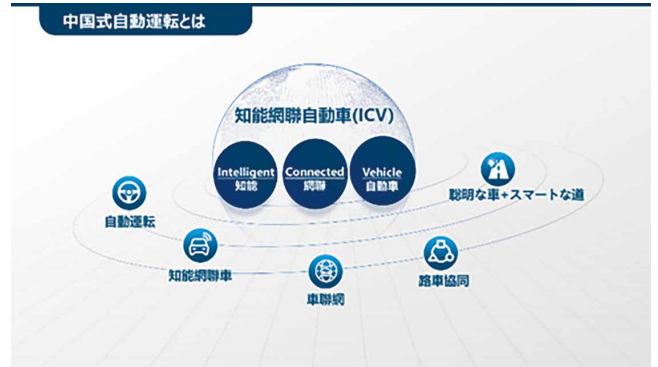 中国式自動運転とは
知能網聯自動車(ICV)
Intelligent
知能
Connected
網聯
Vehicle
自動車
自動運転
知能網聯車
車聯網
路車協同
聡明な車+スマートな道